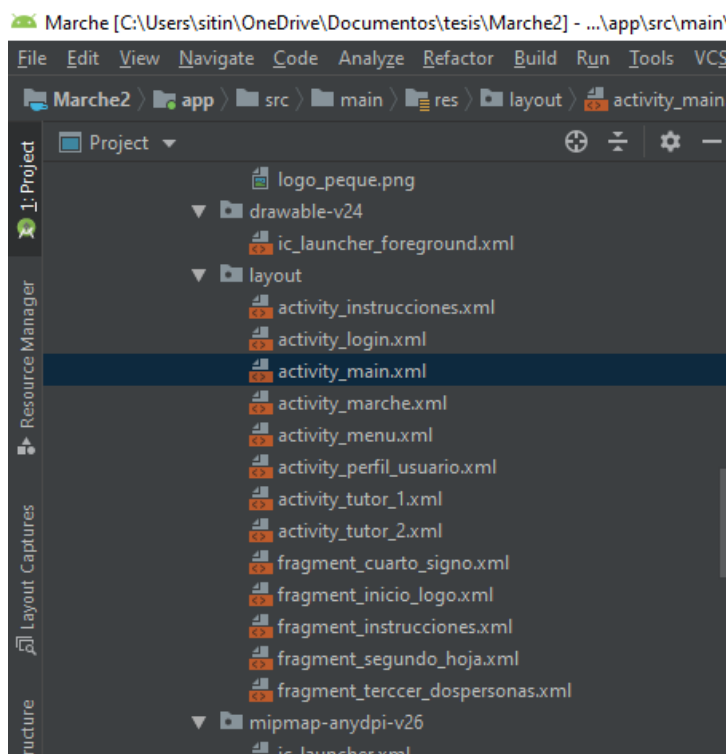 Marche [C:\Users\sitin\OneDrive\Documentos\tesis\Marche2] - ...\app\src\main\
File Edit View Navigate Code Analyze Refactor Build Run Tools VCS
Marche2 app src main res layout activity_main
1: Project
Project
Resource Manager
Layout Captures
logo_peque.png
drawable-v24
ic_launcher_foreground.xml
layout
activity_instrucciones.xml
activity_login.xml
activity_main.xml
activity_marche.xml
activity_menu.xml
activity_perfil_usuario.xml
activity_tutor_1.xml
activity_tutor_2.xml
fragment_cuarto_signo.xml
fragment_inicio_logo.xml
fragment_instrucciones.xml
fragment_segundo_hoja.xml
fragment_terccer_dospersonas.xml
mipmap-anydpi-v26
ic_launcher.xml